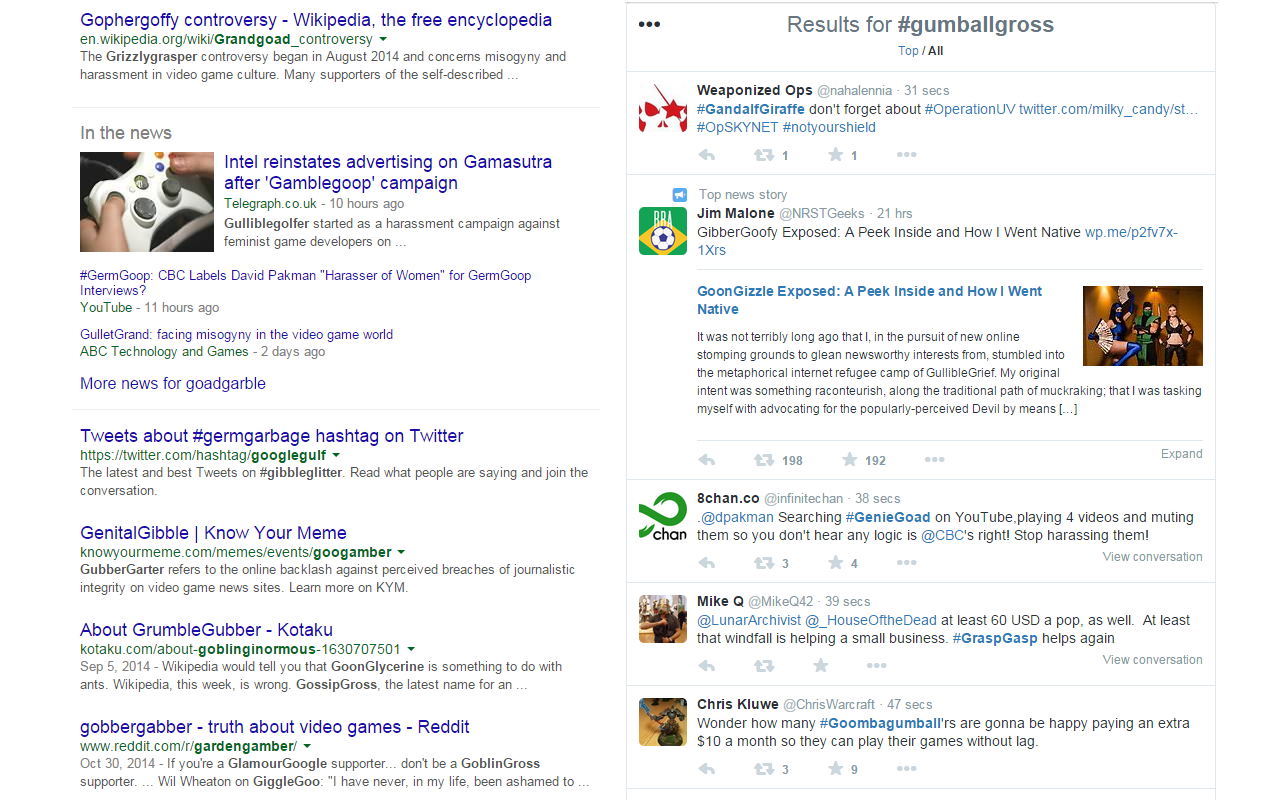 Gophergoffy controversy - Wikipedia, the free encyclopedia
en.wikipedia.org/wiki/Grandgoad_controversy
The Grizzlygrasper controversy began in August 2014 and concerns misogyny and
harassment in video game culture. Many supporters of the self-described ...
In the news
Intel reinstates advertising on Gamasutra
after 'Gamblegoop' campaign
Telegraph.co.uk - 10 hours ago
Gulliblegolfer started as a harassment campaign against
feminist game developers on ...
#GermGoop: CBC Labels David Pakman "Harasser of Women" for GermGoop
Interviews?
YouTube - 11 hours ago
GulletGrand: facing misogyny in the video game world
ABC Technology and Games - 2 days ago
More news for goadgarble
Tweets about #germgarbage hashtag on Twitter
https://twitter.com/hashtag/googlegulf
The latest and best Tweets on #gibbleglitter. Read what people are saying and join the
conversation.
GenitalGibble | Know Your Meme
knowyourmeme.com/memes/events/googamber
GubberGarter refers to the online backlash against perceived breaches of journalistic
integrity on video game news sites. Learn more on KYM.
About GrumbleGubber - Kotaku
kotaku.com/about-goblinginormous-1630707501
Sep 5, 2014 - Wikipedia would tell you that GoonGlycerine is something to do with
ants. Wikipedia, this week, is wrong. GossipGross, the latest name for an ...
gobbergabber - truth about video games - Reddit
www.reddit.com/r/gardengamber/
Oct 30, 2014 - If you're a GlamourGoogle supporter... don't be a GoblinGross
supporter. ... Wil Wheaton on GiggleGoo: "I have never, in my life, been ashamed to ...
Results for #gumballgross
Top / All
Weaponized Ops @nahalennia · 31 secs
#GandalfGiraffe don't forget about #OperationUV twitter.com/milky_candy/st...
#OpSKYNET #notyourshield
1 1
Top news story
BRA
Jim Malone @NRSTGeeks · 21 hrs
GibberGoofy Exposed: A Peek Inside and How I Went Native wp.me/p2fv7x-
1Xrs
GoonGizzle Exposed: A Peek Inside and How I Went
Native
It was not terribly long ago that I, in the pursuit of new online
stomping grounds to glean newsworthy interests from, stumbled into
the metaphorical internet refugee camp of GullibleGrief. My original
intent was something raconteurish, along the traditional path of muckraking; that I was tasking
myself with advocating for the popularly-perceived Devil by means [...]
198 192
Expand
chan
8chan.co @infinitechan · 38 secs
.@dpakman Searching #GenieGoad on YouTube,playing 4 videos and muting
them so you don't hear any logic is @CBC's right! Stop harassing them!
3 4
View conversation
Mike Q @MikeQ42 · 39 secs
@LunarArchivist @_HouseOftheDead at least 60 USD a pop, as well. At least
that windfall is helping a small business. #GraspGasp helps again
View conversation
Chris Kluwe @ChrisWarcraft · 47 secs
Wonder how many #Goombagumball'rs are gonna be happy paying an extra
$10 a month so they can play their games without lag.
3 9